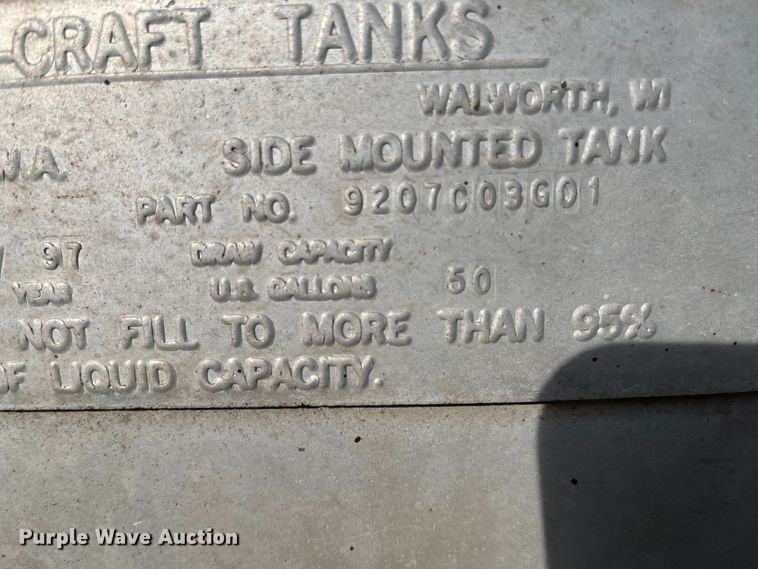 -CRAFT TANKS
WALWORTH, WI
W.A. SIDE MOUNTED TANK
PART NO. 9207C03G01
/ 97 DRAW CAPACITY
YEAR U.S. GALLONS 50
NOT FILL TO MORE THAN 95%
OF LIQUID CAPACITY.
Purple Wave Auction